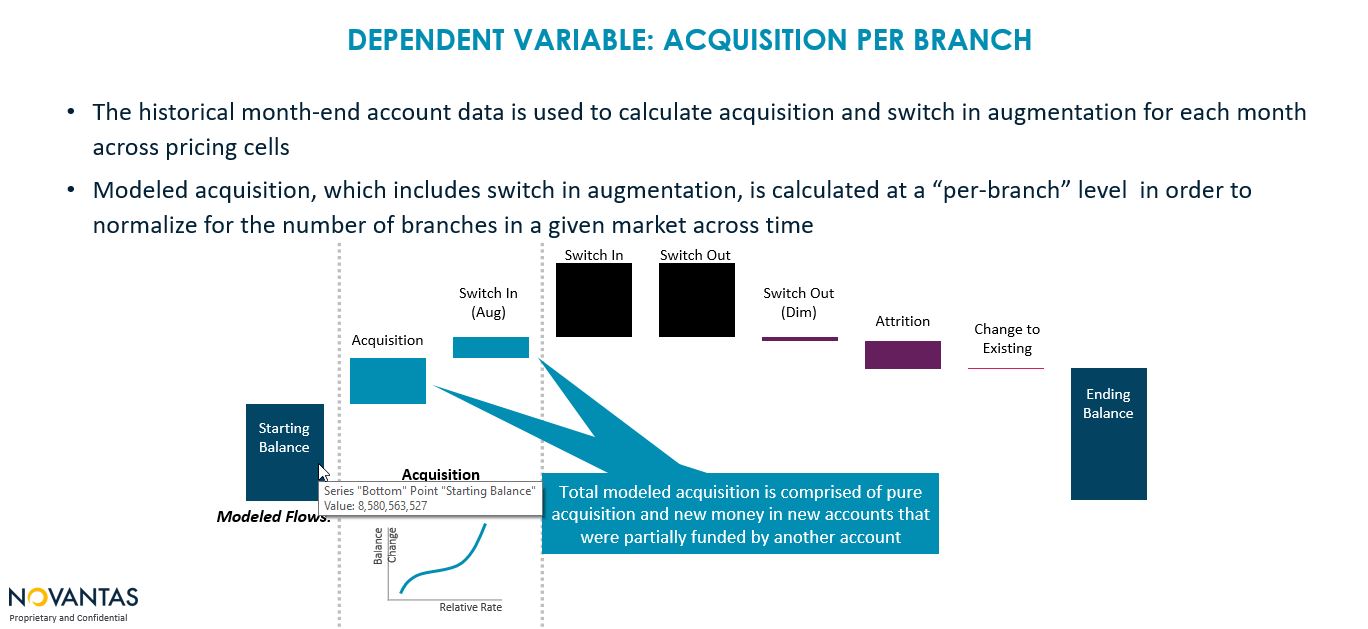 DEPENDENT VARIABLE: ACQUISITION PER BRANCH
• The historical month-end account data is used to calculate acquisition and switch in augmentation for each month
across pricing cells
• Modeled acquisition, which includes switch in augmentation, is calculated at a “per-branch” level in order to
normalize for the number of branches in a given market across time
Switch In
Switch Out
Switch In
(Aug)
Switch Out
(Dim)
Attrition
Change to
Existing
Acquisition
Starting
Balance
Ending
Balance
Acquisition
Series "Bottom" Point "Starting Balance"
Value: 8,580,563,527
Modeled Flows:
Total modeled acquisition is comprised of pure
acquisition and new money in new accounts that
were partially funded by another account
Balance
Change
Relative Rate
NOVANTAS
Proprietary and Confidential